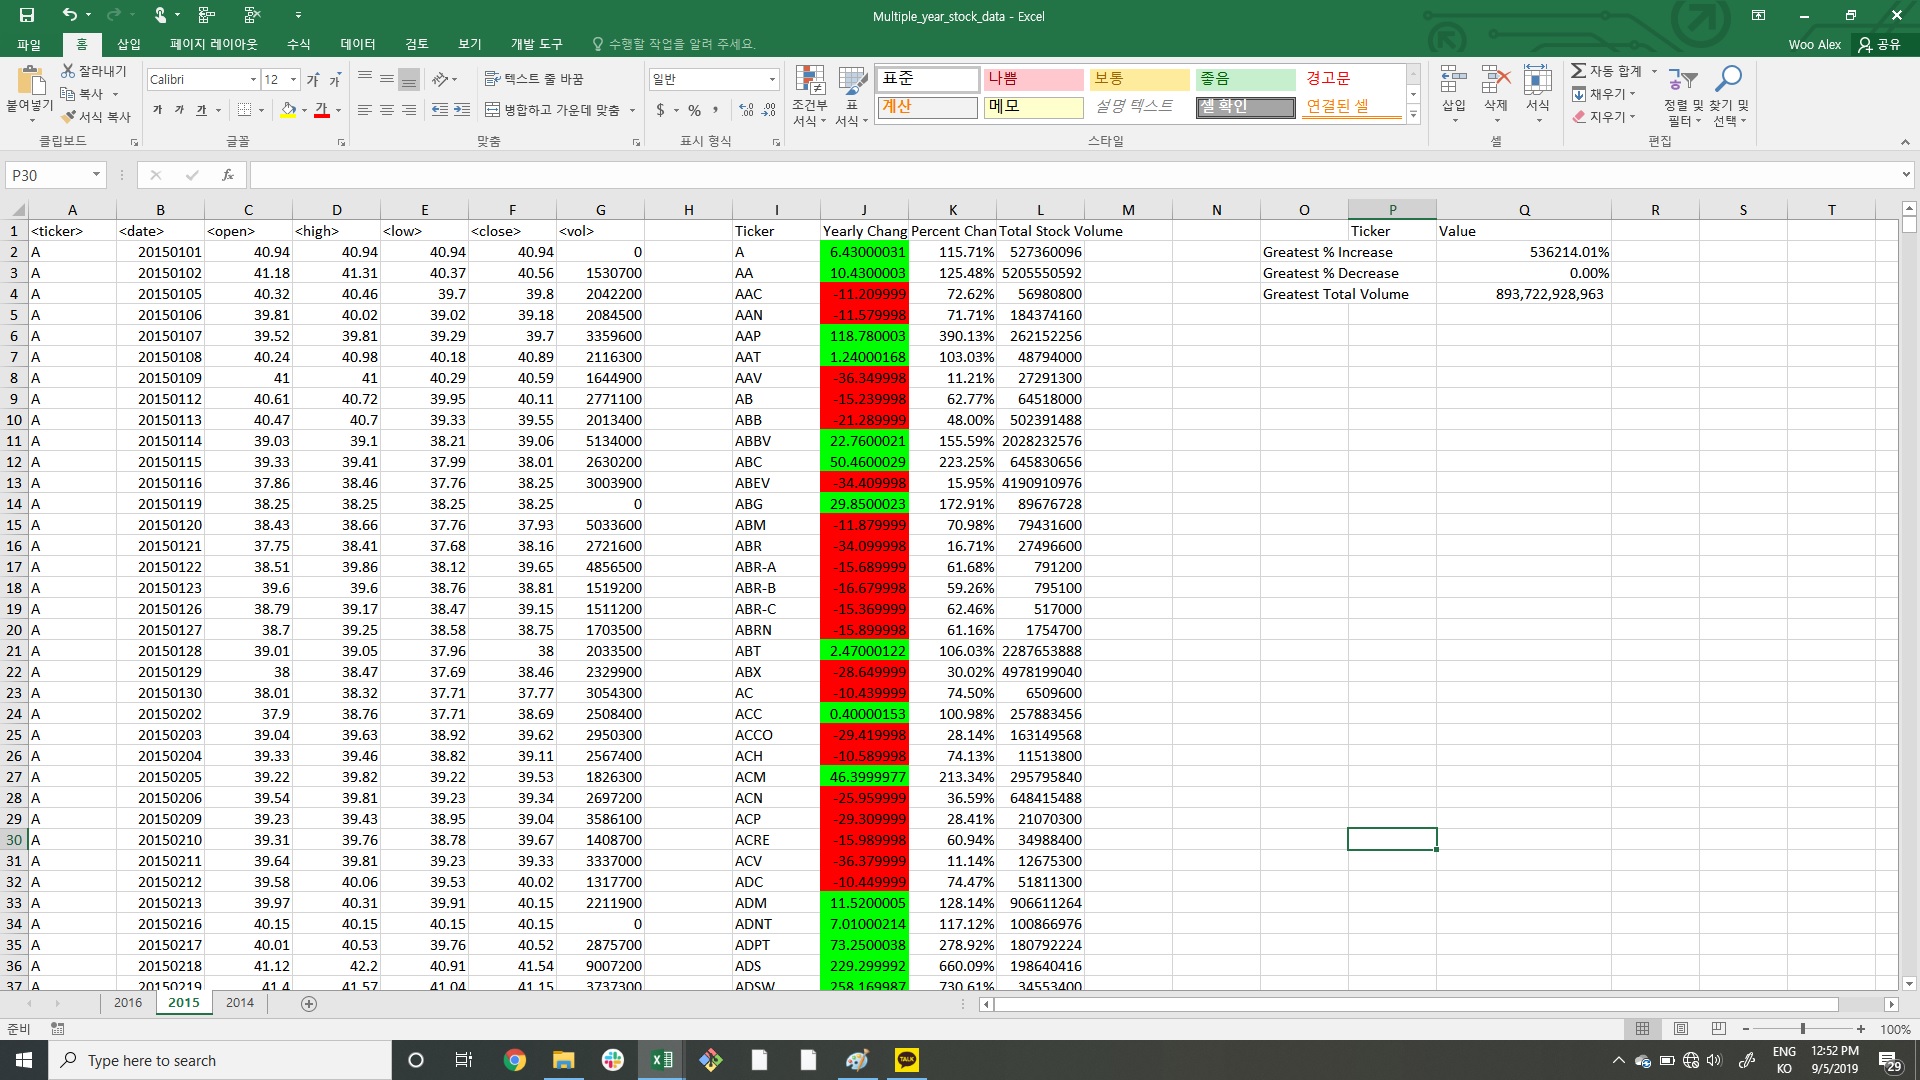 Multiple_year_stock_data - Excel
파일 홈 삽입 페이지 레이아웃 수식 데이터 검토 보기 개발 도구 수행할 작업을 알려 주세요. Woo Alex 공유
붙여넣기 잘라내기 복사 서식 복사 클립보드
Calibri 12 가 가 가 가 가 가 글꼴
텍스트 줄 바꿈 병합하고 가운데 맞춤 맞춤
일반 $ % , 표시 형식
조건부 서식 표 서식
표준 나쁨 보통 좋음 경고문
계산 메모 설명 텍스트 셀 확인 연결된 셀
스타일
삽입 삭제 서식 셀
자동 합계 채우기 지우기 정렬 및 필터 찾기 및 선택 편집
P30 fx
A B C D E F G H I J K L M N O P Q R S T
1 <ticker> <date> <open> <high> <low> <close> <vol> Ticker Yearly Chang Percent Chan Total Stock Volume Ticker Value
2 A 20150101 40.94 40.94 40.94 40.94 0 A 6.43000031 115.71% 527360096 Greatest % Increase 536214.01%
3 A 20150102 41.18 41.31 40.37 40.56 1530700 AA 10.4300003 125.48% 5205550592 Greatest % Decrease 0.00%
4 A 20150105 40.32 40.46 39.7 39.8 2042200 AAC -11.209999 72.62% 56980800 Greatest Total Volume 893,722,928,963
5 A 20150106 39.81 40.02 39.02 39.18 2084500 AAN -11.579998 71.71% 184374160
6 A 20150107 39.52 39.81 39.29 39.7 3359600 AAP 118.780003 390.13% 262152256
7 A 20150108 40.24 40.98 40.18 40.89 2116300 AAT 1.24000168 103.03% 48794000
8 A 20150109 41 41 40.29 40.59 1644900 AAV -36.349998 11.21% 27291300
9 A 20150112 40.61 40.72 39.95 40.11 2771100 AB -15.239998 62.77% 64518000
10 A 20150113 40.47 40.7 39.33 39.55 2013400 ABB -21.289999 48.00% 502391488
11 A 20150114 39.03 39.1 38.21 39.06 5134000 ABBV 22.7600021 155.59% 2028232576
12 A 20150115 39.33 39.41 37.99 38.01 2630200 ABC 50.4600029 223.25% 645830656
13 A 20150116 37.86 38.46 37.76 38.25 3003900 ABEV -34.409998 15.95% 4190910976
14 A 20150119 38.25 38.25 38.25 38.25 0 ABG 29.8500023 172.91% 89676728
15 A 20150120 38.43 38.66 37.76 37.93 5033600 ABM -11.879999 70.98% 79431600
16 A 20150121 37.75 38.41 37.68 38.16 2721600 ABR -34.099998 16.71% 27496600
17 A 20150122 38.51 39.86 38.12 39.65 4856500 ABR-A -15.689999 61.68% 791200
18 A 20150123 39.6 39.6 38.76 38.81 1519200 ABR-B -16.679998 59.26% 795100
19 A 20150126 38.79 39.17 38.47 39.15 1511200 ABR-C -15.369999 62.46% 517000
20 A 20150127 38.7 39.25 38.58 38.75 1703500 ABRN -15.899998 61.16% 1754700
21 A 20150128 39.01 39.05 37.96 38 2033500 ABT 2.47000122 106.03% 2287653888
22 A 20150129 38 38.47 37.69 38.46 2329900 ABX -28.649999 30.02% 4978199040
23 A 20150130 38.01 38.32 37.71 37.77 3054300 AC -10.439999 74.50% 6509600
24 A 20150202 37.9 38.76 37.71 38.69 2508400 ACC 0.40000153 100.98% 257883456
25 A 20150203 39.04 39.63 38.92 39.62 2950300 ACCO -29.419998 28.14% 163149568
26 A 20150204 39.33 39.46 38.82 39.11 2567400 ACH -10.589998 74.13% 11513800
27 A 20150205 39.22 39.82 39.22 39.53 1826300 ACM 46.3999977 213.34% 295795840
28 A 20150206 39.54 39.81 39.23 39.34 2697200 ACN -25.959999 36.59% 648415488
29 A 20150209 39.23 39.43 38.95 39.04 3586100 ACP -29.309999 28.41% 21070300
30 A 20150210 39.31 39.76 38.78 39.67 1408700 ACRE -15.989998 60.94% 34988400
31 A 20150211 39.64 39.81 39.23 39.33 3337000 ACV -36.379999 11.14% 12675300
32 A 20150212 39.58 40.06 39.53 40.02 1317700 ADC -10.449999 74.47% 51811300
33 A 20150213 39.97 40.31 39.91 40.15 2211900 ADM 11.5200005 128.14% 906611264
34 A 20150216 40.15 40.15 40.15 40.15 0 ADNT 7.01000214 117.12% 100866976
35 A 20150217 40.01 40.53 39.76 40.52 2875700 ADPT 73.2500038 278.92% 180792224
36 A 20150218 41.12 42.2 40.91 41.54 9007200 ADS 229.299992 660.09% 198640416
37 A 20150219 41.4 41.57 41.04 41.15 3737300 ADSW 258.169987 730.61% 34553400
2016 2015 2014
준비 100%
Type here to search TALK ENG KO 12:52 PM 9/5/2019 29